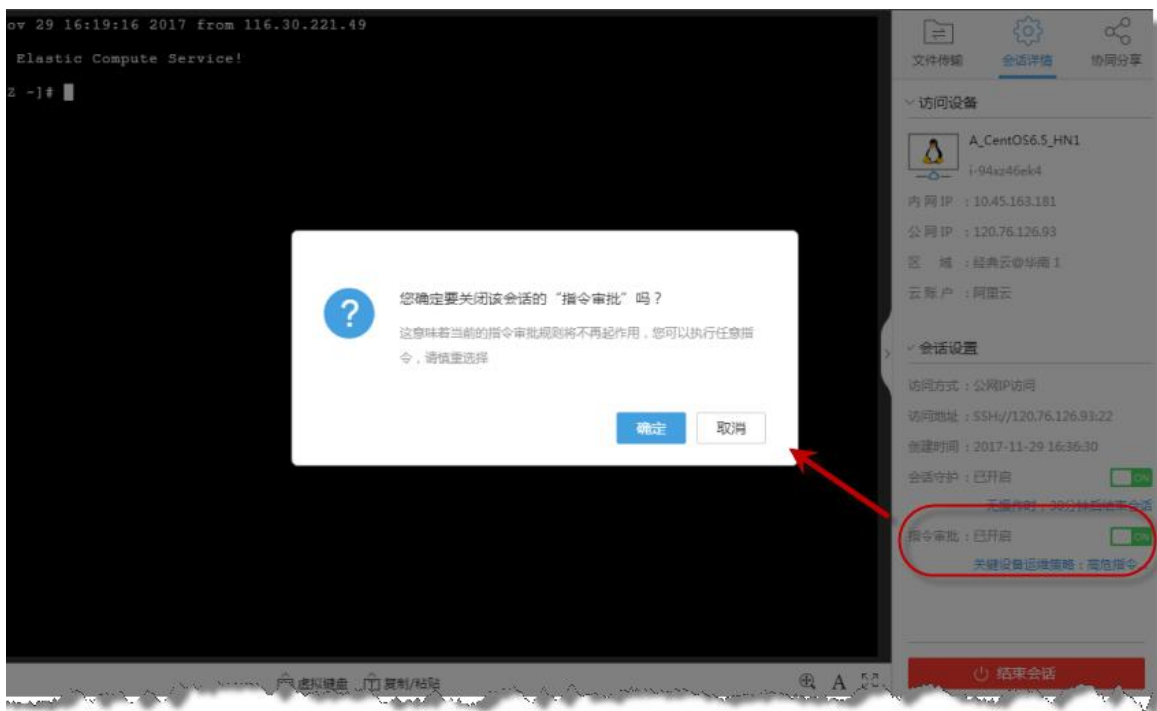 ov 29 16:19:16 2017 from 116.30.221.49
Elastic Compute Service!
Z ~]#
文件传输 会话详情 协同分享
访问设备
A_CentOS6.5_HN1
i-94xz46ek4
内 网 IP ：10.45.163.181
公 网 IP ：120.76.126.93
区 域 ：经典云@华南 1
云 账 户 ：阿里云
会话设置
访问方式 ：公网IP访问
访问地址 ：SSH://120.76.126.93:22
创建时间 ：2017-11-29 16:36:30
会话守护 ：已开启 ON
无操作时，30分钟后结束会话
指令审批 ：已开启 ON
关键设备运维策略：高危指令...
结束会话
?
您确定要关闭该会话的“指令审批”吗？
这意味着当前的指令审批规则将不再起作用，您可以执行任意指
令，请慎重选择
确定 取消
虚拟键盘 复制/粘贴
A